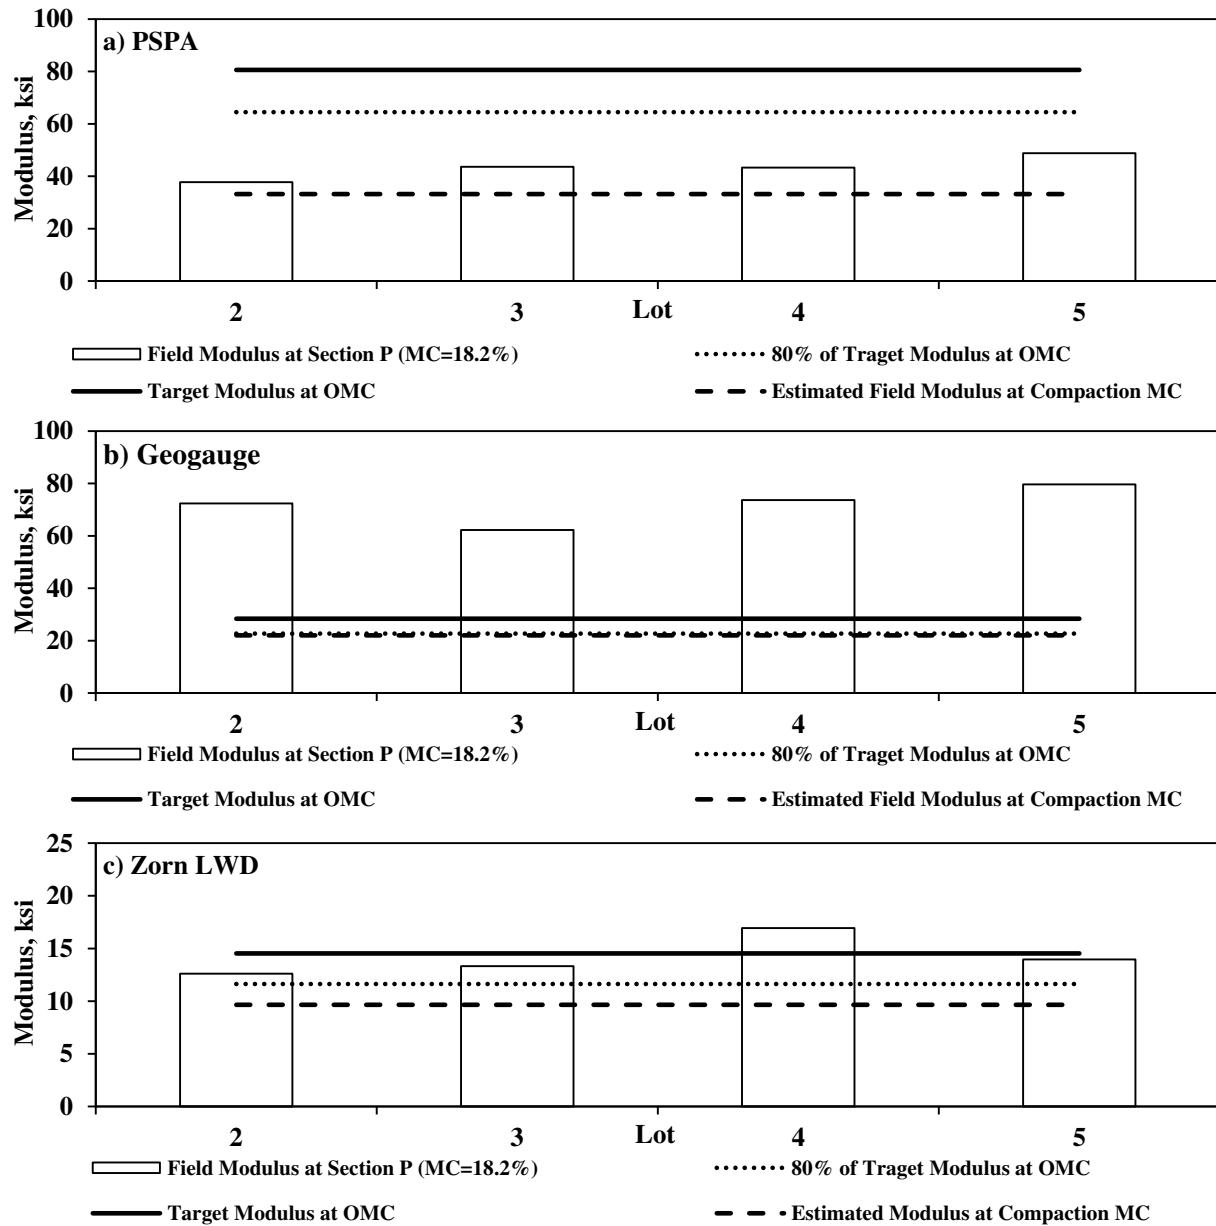 a) PSPA
Modulus, ksi
100
80
60
40
20
0
2 3 Lot 4 5
Field Modulus at Section P (MC=18.2%) 80% of Traget Modulus at OMC
Target Modulus at OMC Estimated Field Modulus at Compaction MC
b) Geogauge
Modulus, ksi
100
80
60
40
20
0
2 3 Lot 4 5
Field Modulus at Section P (MC=18.2%) 80% of Traget Modulus at OMC
Target Modulus at OMC Estimated Field Modulus at Compaction MC
c) Zorn LWD
Modulus, ksi
25
20
15
10
5
0
2 3 Lot 4 5
Field Modulus at Section P (MC=18.2%) 80% of Traget Modulus at OMC
Target Modulus at OMC Estimated Modulus at Compaction MC